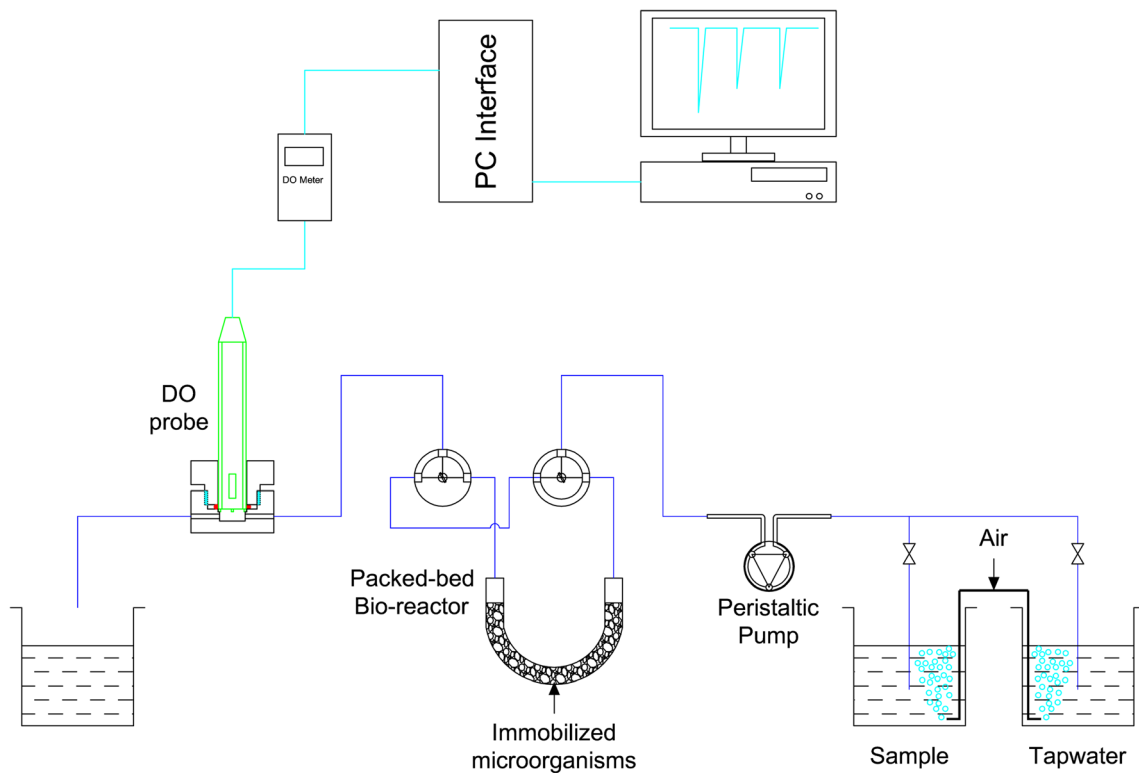 PC Interface
DO Meter
DO
probe
Air
Packed-bed
Bio-reactor
Peristaltic
Pump
Immobilized
microorganisms
Sample
Tapwater